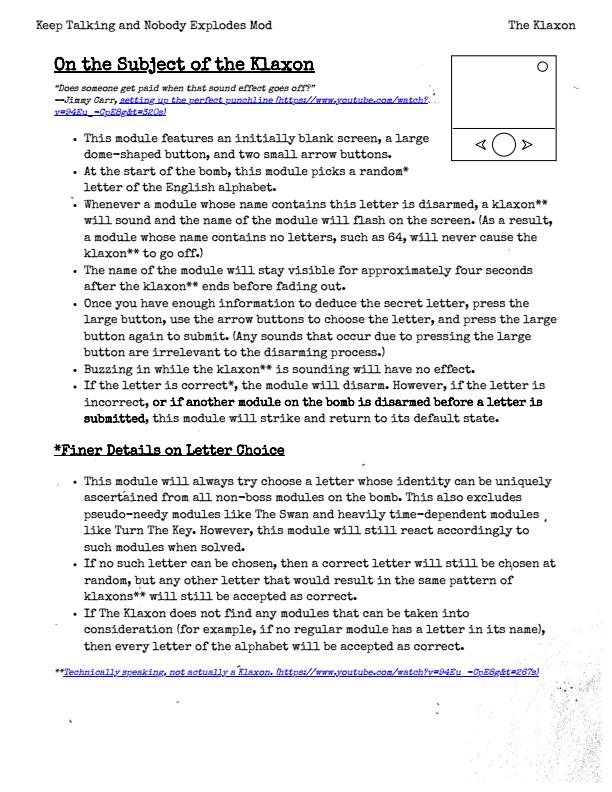 Keep Talking and Nobody Explodes Mod
The Klaxon
On the Subject of the Klaxon
"Does someone get paid when that sound effect goes off?"
—Jimmy Carr, setting up the perfect punchline (https://www.youtube.com/watch?
v=94Eu_-CpE8g&t=320s)
• This module features an initially blank screen, a large
dome-shaped button, and two small arrow buttons.
• At the start of the bomb, this module picks a random*
letter of the English alphabet.
• Whenever a module whose name contains this letter is disarmed, a klaxon**
will sound and the name of the module will flash on the screen. (As a result,
a module whose name contains no letters, such as 64, will never cause the
klaxon** to go off.)
• The name of the module will stay visible for approximately four seconds
after the klaxon** ends before fading out.
• Once you have enough information to deduce the secret letter, press the
large button, use the arrow buttons to choose the letter, and press the large
button again to submit. (Any sounds that occur due to pressing the large
button are irrelevant to the disarming process.)
• Buzzing in while the klaxon** is sounding will have no effect.
• If the letter is correct*, the module will disarm. However, if the letter is
incorrect, or if another module on the bomb is disarmed before a letter is
submitted, this module will strike and return to its default state.
*Finer Details on Letter Choice
• This module will always try choose a letter whose identity can be uniquely
ascertained from all non-boss modules on the bomb. This also excludes
pseudo-needy modules like The Swan and heavily time-dependent modules
like Turn The Key. However, this module will still react accordingly to
such modules when solved.
• If no such letter can be chosen, then a correct letter will still be chosen at
random, but any other letter that would result in the same pattern of
klaxons** will still be accepted as correct.
• If The Klaxon does not find any modules that can be taken into
consideration (for example, if no regular module has a letter in its name),
then every letter of the alphabet will be accepted as correct.
**Technically speaking, not actually a Klaxon. (https://www.youtube.com/watch?v=94Eu_-CpE8g&t=267s)